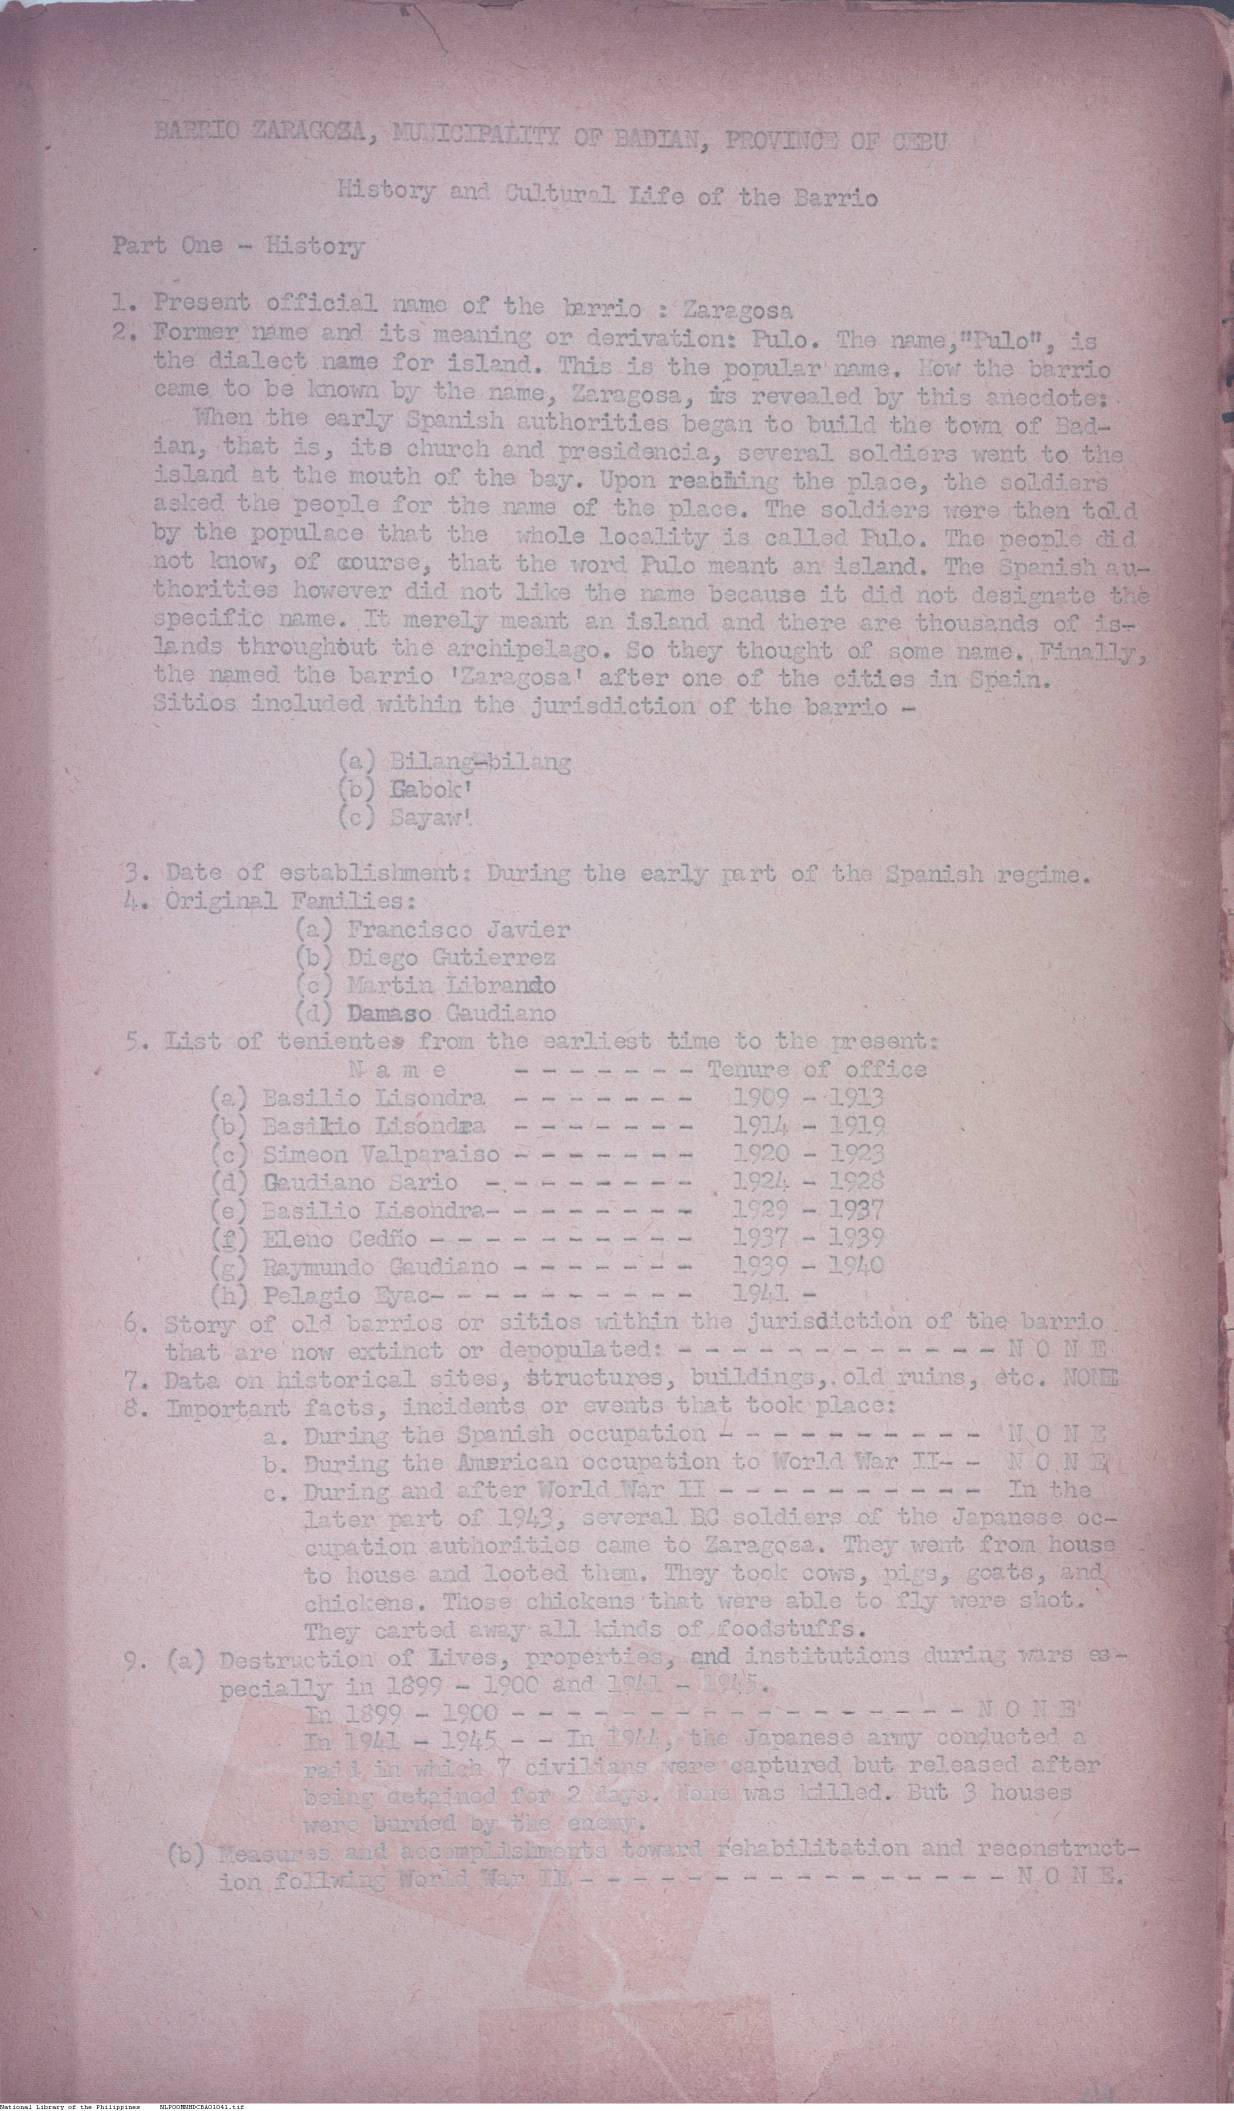 BARRIO ZARAGOSA, MUNICIPALITY OF BADIAN, PROVINCE OF CEBU
History and Cultural Life of the Barrio
Part One - History
1. Present official name of the barrio : Zaragosa
2. Former name and its meaning or derivation: Pulo. The name,"Pulo", is
the dialect name for island. This is the popular name. How the barrio
came to be known by the name, Zaragosa, is revealed by this anecdote:
When the early Spanish authorities began to build the town of Bad-
ian, that is, its church and presidencia, several soldiers went to the
island at the mouth of the bay. Upon reaching the place, the soldiers
asked the people for the name of the place. The soldiers were then told
by the populace that the whole locality is called Pulo. The people did
not know, of course, that the word Pulo meant an island. The Spanish au-
thorities however did not like the name because it did not designate the
specific name. It merely meant an island and there are thousands of is-
lands throughout the archipelago. So they thought of some name. Finally,
the named the barrio 'Zaragosa' after one of the cities in Spain.
Sitios included within the jurisdiction of the barrio -
(a) Bilang-bilang
(b) Gabok'
(c) Sayaw'
3. Date of establishment: During the early part of the Spanish regime.
4. Original Families:
(a) Francisco Javier
(b) Diego Gutierrez
(c) Martin Librando
(d) Damaso Gaudiano
5. List of tenientes from the earliest time to the present:
N a m e - - - - - - - Tenure of office
(a) Basilio Lisondra - - - - - - - 1909 - 1913
(b) Basilio Lisondra - - - - - - - 1914 - 1919
(c) Simeon Valparaiso - - - - - - - 1920 - 1923
(d) Gaudiano Sario - - - - - - - - 1924 - 1928
(e) Basilio Lisondra- - - - - - - - 1929 - 1937
(f) Eleno Cedño - - - - - - - - - - 1937 - 1939
(g) Raymundo Gaudiano - - - - - - - 1939 - 1940
(h) Pelagio Eyac- - - - - - - - - - 1941 -
6. Story of old barrios or sitios within the jurisdiction of the barrio
that are now extinct or depopulated: - - - - - - - - - - - - N O N E
7. Data on historical sites, structures, buildings, old ruins, etc. NONE
8. Important facts, incidents or events that took place:
a. During the Spanish occupation - - - - - - - - - - N O N E
b. During the American occupation to World War II- - N O N E
c. During and after World War II - - - - - - - - - - In the
later part of 1943, several BC soldiers of the Japanese oc-
cupation authorities came to Zaragosa. They went from house
to house and looted them. They took cows, pigs, goats, and
chickens. Those chickens that were able to fly were shot.
They carted away all kinds of foodstuffs.
9. (a) Destruction of Lives, properties, and institutions during wars es-
pecially in 1899 - 1900 and 1941 - 1945.
In 1899 - 1900 - - - - - - - - - - - - - - - - - N O N E
In 1941 - 1945 - - In 1944, the Japanese army conducted a
raid in which 7 civilians were captured but released after
being detained for 2 days. None was killed. But 3 houses
were burned by the enemy.
(b) Measures and accomplishments toward rehabilitation and reconstruct-
ion follwing World War II- - - - - - - - - - - - - - - - N O N E.
National Library of the Philippines NLPOOMNHDCBA01041.tif